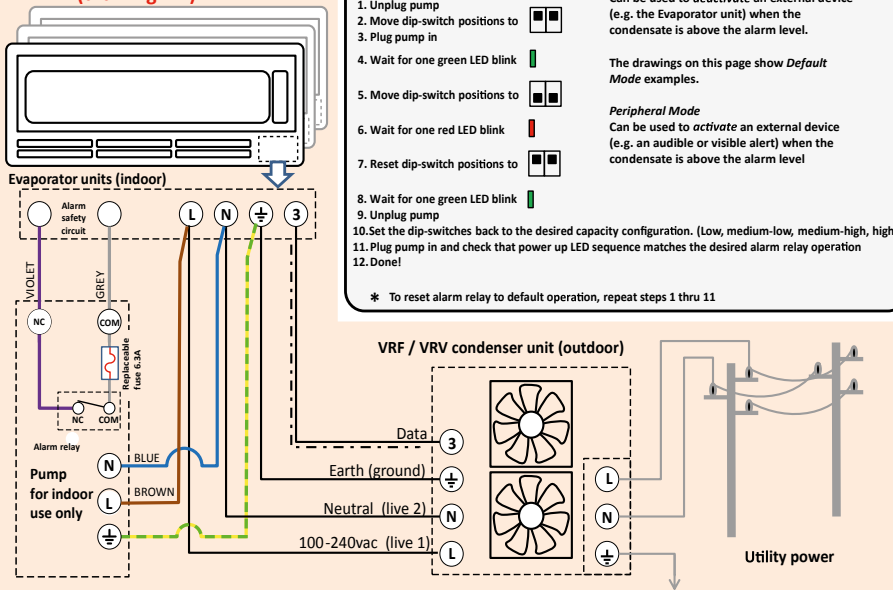 1. Unplug pump
2. Move dip-switch positions to
3. Plug pump in
4. Wait for one green LED blink
5. Move dip-switch positions to
6. Wait for one red LED blink
7. Reset dip-switch positions to
8. Wait for one green LED blink
9. Unplug pump
10.Set the dip-switches back to the desired capacity configuration. (Low, medium-low, medium-high, high
11.Plug pump in and check that power up LED sequence matches the desired alarm relay operation
12.Done!
* To reset alarm relay to default operation, repeat steps 1 thru 11
(e.g. the Evaporator unit) when the
condensate is above the alarm level.
The drawings on this page show Default
Mode examples.
Peripheral Mode
Can be used to activate an external device
(e.g. an audible or visible alert) when the
condensate is above the alarm level
Evaporator units (indoor)
Alarm
safety
circuit
L
N
3
VIOLET
GREY
NC
COM
Replaceable
fuse 6.3A
NC
COM
Alarm relay
Pump
for indoor
use only
N
BLUE
L
BROWN
VRF / VRV condenser unit (outdoor)
Data
3
Earth (ground)
Neutral (live 2)
N
100-240vac (live 1)
L
L
N
Utility power